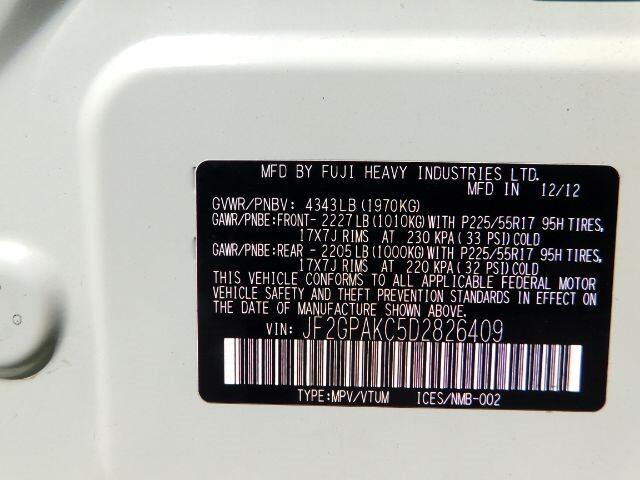 MFD BY FUJI HEAVY INDUSTRIES LTD.
MFD IN 12/12
GVWR/PNBV: 4343LB (1970KG)
GAWR/PNBE:FRONT- 2227LB (1010KG) WITH P225/55R17 95H TIRES,
17X7J RIMS AT 230 KPA (33 PSI) COLD
GAWR/PNBE:REAR - 2205LB (1000KG) WITH P225/55R17 95H TIRES,
17X7J RIMS AT 220 KPA (32 PSI) COLD
THIS VEHICLE CONFORMS TO ALL APPLICABLE FEDERAL MOTOR
VEHICLE SAFETY AND THEFT PREVENTION STANDARDS IN EFFECT ON
THE DATE OF MANUFACTURE SHOWN ABOVE.
VIN: JF2GPAKC5D2826409
TYPE:MPV/VTUM ICES/NMB-002